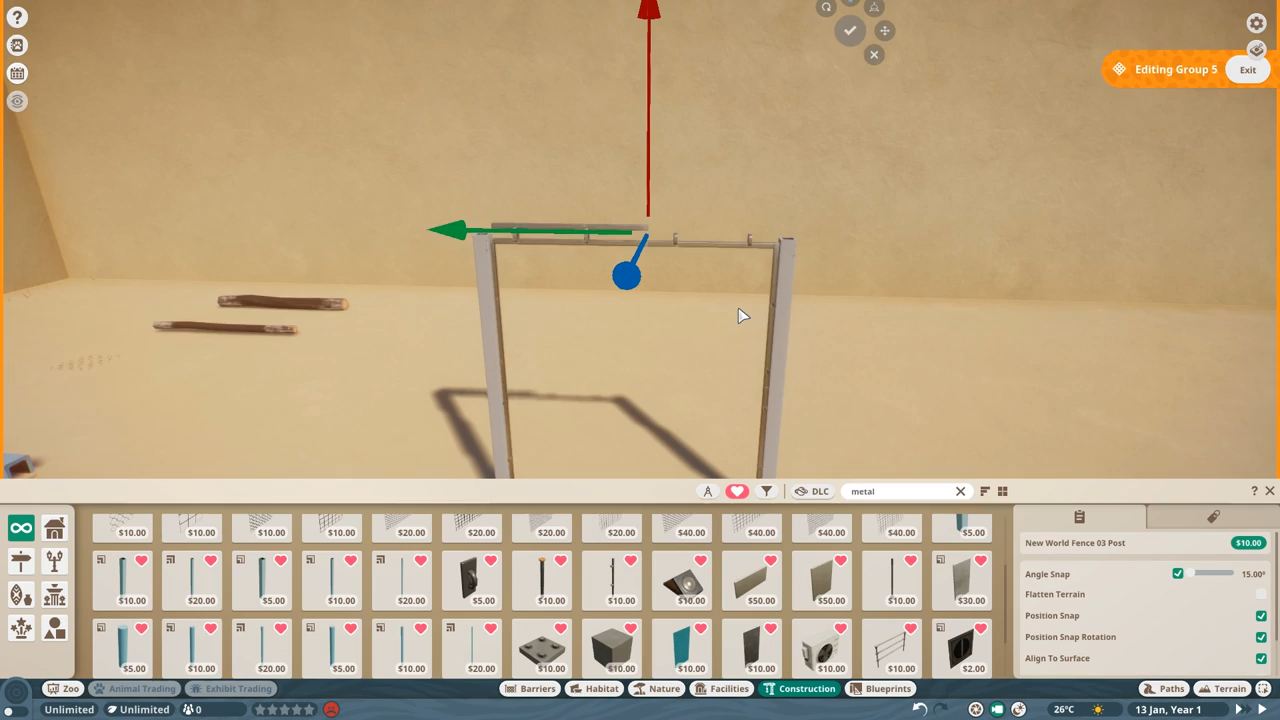 ?
Editing Group 5
Exit
DLC
metal
?
$10.00 $10.00 $10.00 $10.00 $20.00 $20.00 $20.00 $20.00 $40.00 $40.00 $40.00 $40.00 $5.00
$10.00 $20.00 $5.00 $10.00 $20.00 $5.00 $10.00 $10.00 $10.00 $50.00 $50.00 $10.00 $30.00
$5.00 $10.00 $20.00 $5.00 $10.00 $20.00 $10.00 $10.00 $10.00 $10.00 $10.00 $10.00 $2.00
New World Fence 03 Post $10.00
Angle Snap 15.00°
Flatten Terrain
Position Snap
Position Snap Rotation
Align To Surface
Zoo Animal Trading Exhibit Trading Barriers Habitat Nature Facilities Construction Blueprints Paths Terrain
Unlimited Unlimited 0 26°C 13 Jan, Year 1